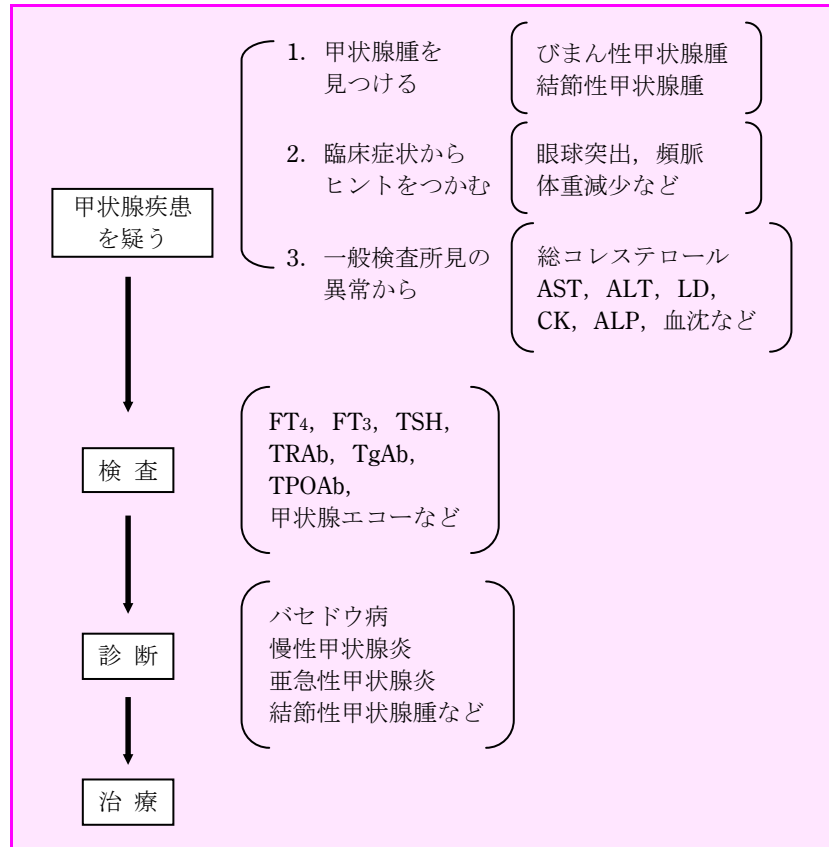 1. 甲状腺腫を
見つける
びまん性甲状腺腫
結節性甲状腺腫
2. 臨床症状から
ヒントをつかむ
眼球突出，頻脈
体重減少など
甲状腺疾患
を疑う
3. 一般検査所見の
異常から
総コレステロール
AST，ALT，LD，
CK，ALP，血沈など
検 査
FT4，FT3，TSH，
TRAb，TgAb，
TPOAb，
甲状腺エコーなど
診 断
バセドウ病
慢性甲状腺炎
亜急性甲状腺炎
結節性甲状腺腫など
治 療